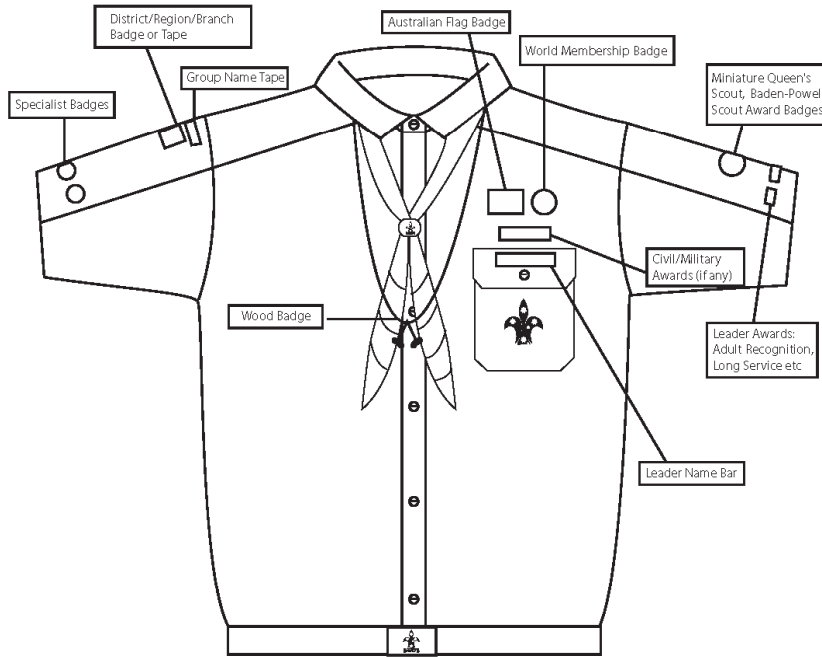 District/Region/Branch
Badge or Tape
Australian Flag Badge
World Membership Badge
Group Name Tape
Specialist Badges
Miniature Queen's
Scout, Baden-Powel
Scout Award Badges
Civil/Military
Awards (if any)
Wood Badge
Leader Awards:
Adult Recognition,
Long Service etc
Leader Name Bar